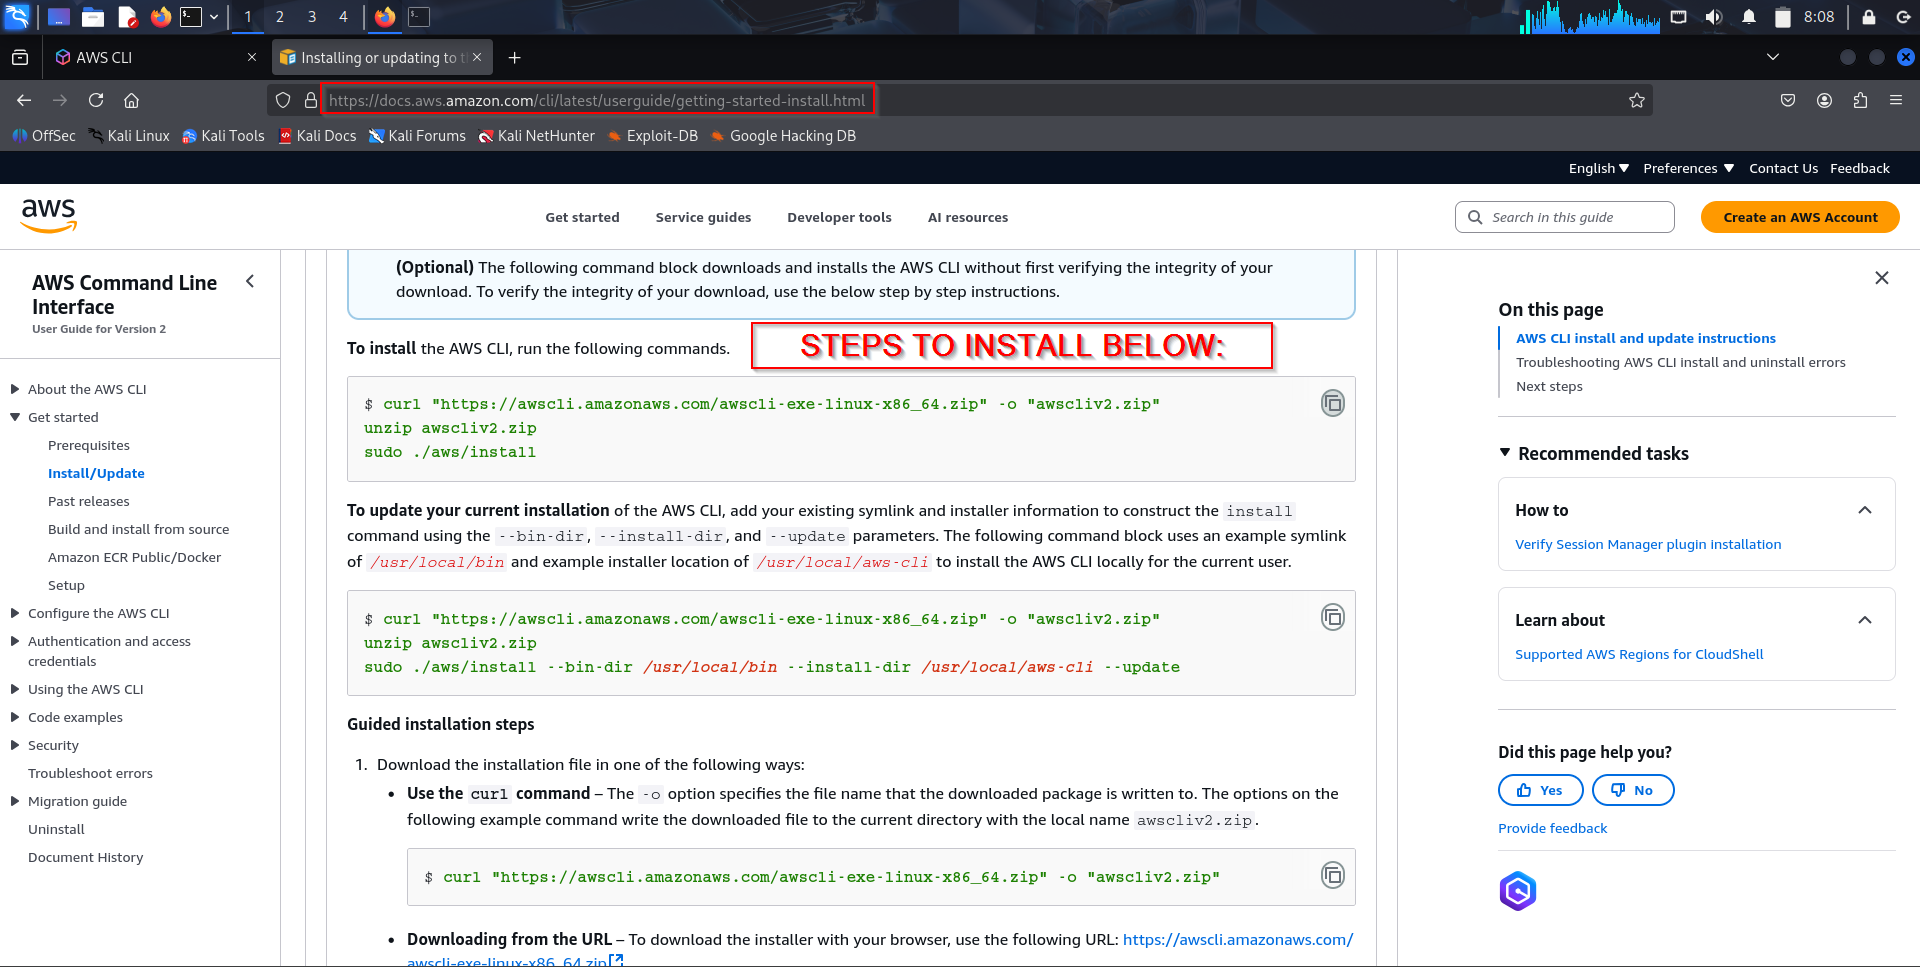 1 2 3 4 8:08
AWS CLI
Installing or updating to th
https://docs.aws.amazon.com/cli/latest/userguide/getting-started-install.html
OffSec Kali Linux Kali Tools Kali Docs Kali Forums Kali NetHunter Exploit-DB Google Hacking DB
English Preferences Contact Us Feedback
aws
Get started Service guides Developer tools AI resources
Search in this guide
Create an AWS Account
AWS Command Line
Interface
User Guide for Version 2
About the AWS CLI
Get started
Prerequisites
Install/Update
Past releases
Build and install from source
Amazon ECR Public/Docker
Setup
Configure the AWS CLI
Authentication and access
credentials
Using the AWS CLI
Code examples
Security
Troubleshoot errors
Migration guide
Uninstall
Document History
(Optional) The following command block downloads and installs the AWS CLI without first verifying the integrity of your
download. To verify the integrity of your download, use the below step by step instructions.
To install the AWS CLI, run the following commands.
STEPS TO INSTALL BELOW:
$ curl "https://awscli.amazonaws.com/awscli-exe-linux-x86_64.zip" -o "awscliv2.zip"
unzip awscliv2.zip
sudo ./aws/install
To update your current installation of the AWS CLI, add your existing symlink and installer information to construct the install
command using the --bin-dir, --install-dir, and --update parameters. The following command block uses an example symlink
of /usr/local/bin and example installer location of /usr/local/aws-cli to install the AWS CLI locally for the current user.
$ curl "https://awscli.amazonaws.com/awscli-exe-linux-x86_64.zip" -o "awscliv2.zip"
unzip awscliv2.zip
sudo ./aws/install --bin-dir /usr/local/bin --install-dir /usr/local/aws-cli --update
Guided installation steps
1. Download the installation file in one of the following ways:
• Use the curl command – The -o option specifies the file name that the downloaded package is written to. The options on the
following example command write the downloaded file to the current directory with the local name awscliv2.zip.
$ curl "https://awscli.amazonaws.com/awscli-exe-linux-x86_64.zip" -o "awscliv2.zip"
• Downloading from the URL – To download the installer with your browser, use the following URL: https://awscli.amazonaws.com/
awscli-exe-linux-x86_64.zip
On this page
AWS CLI install and update instructions
Troubleshooting AWS CLI install and uninstall errors
Next steps
Recommended tasks
How to
Verify Session Manager plugin installation
Learn about
Supported AWS Regions for CloudShell
Did this page help you?
Yes No
Provide feedback